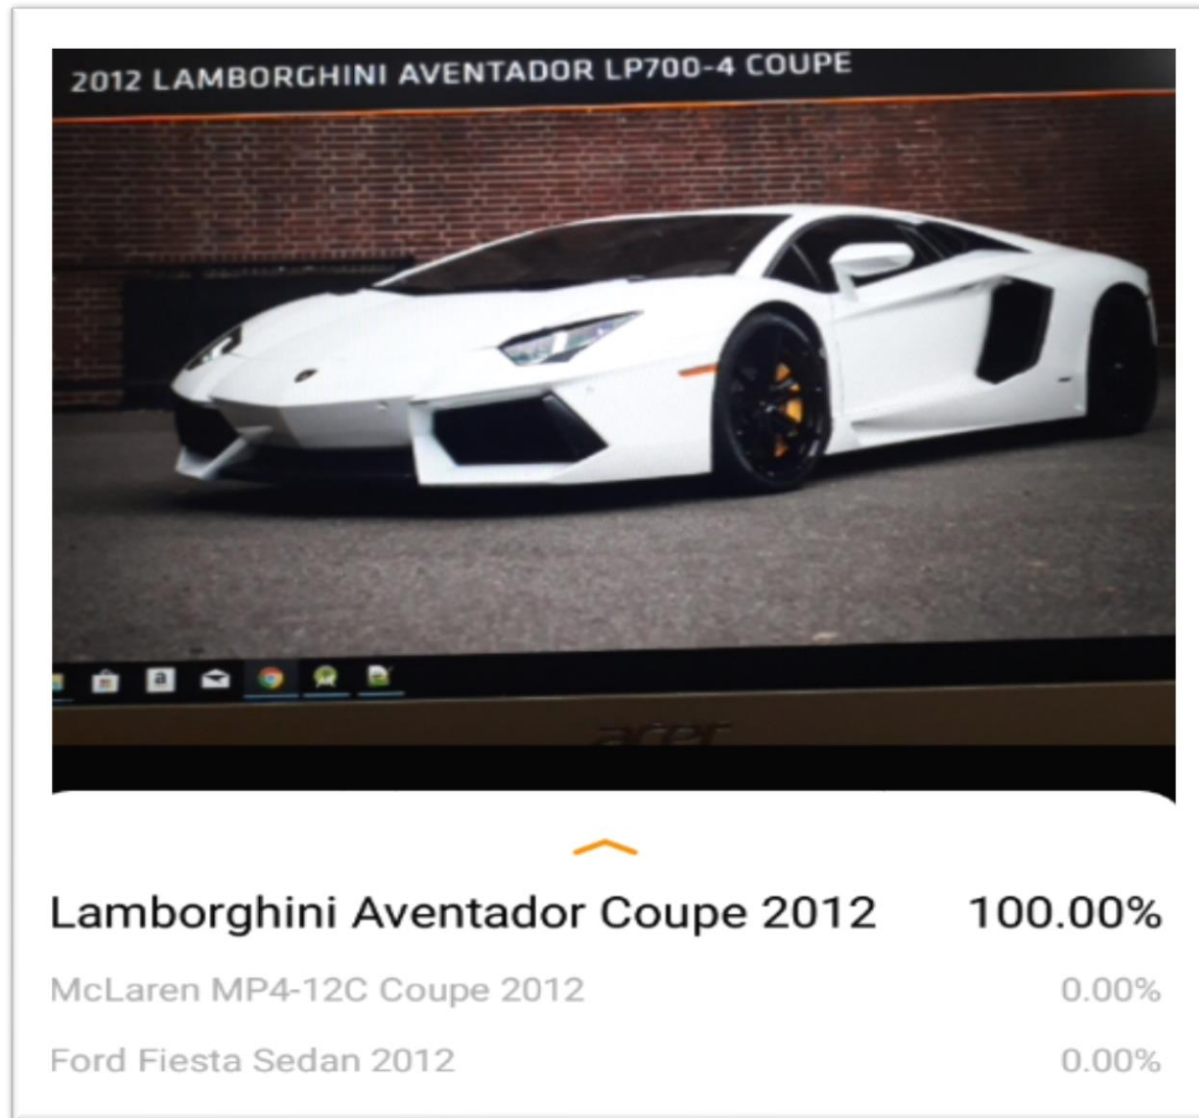 2012 LAMBORGHINI AVENTADOR LP700-4 COUPE
a
acer
Lamborghini Aventador Coupe 2012 100.00%
McLaren MP4-12C Coupe 2012 0.00%
Ford Fiesta Sedan 2012 0.00%